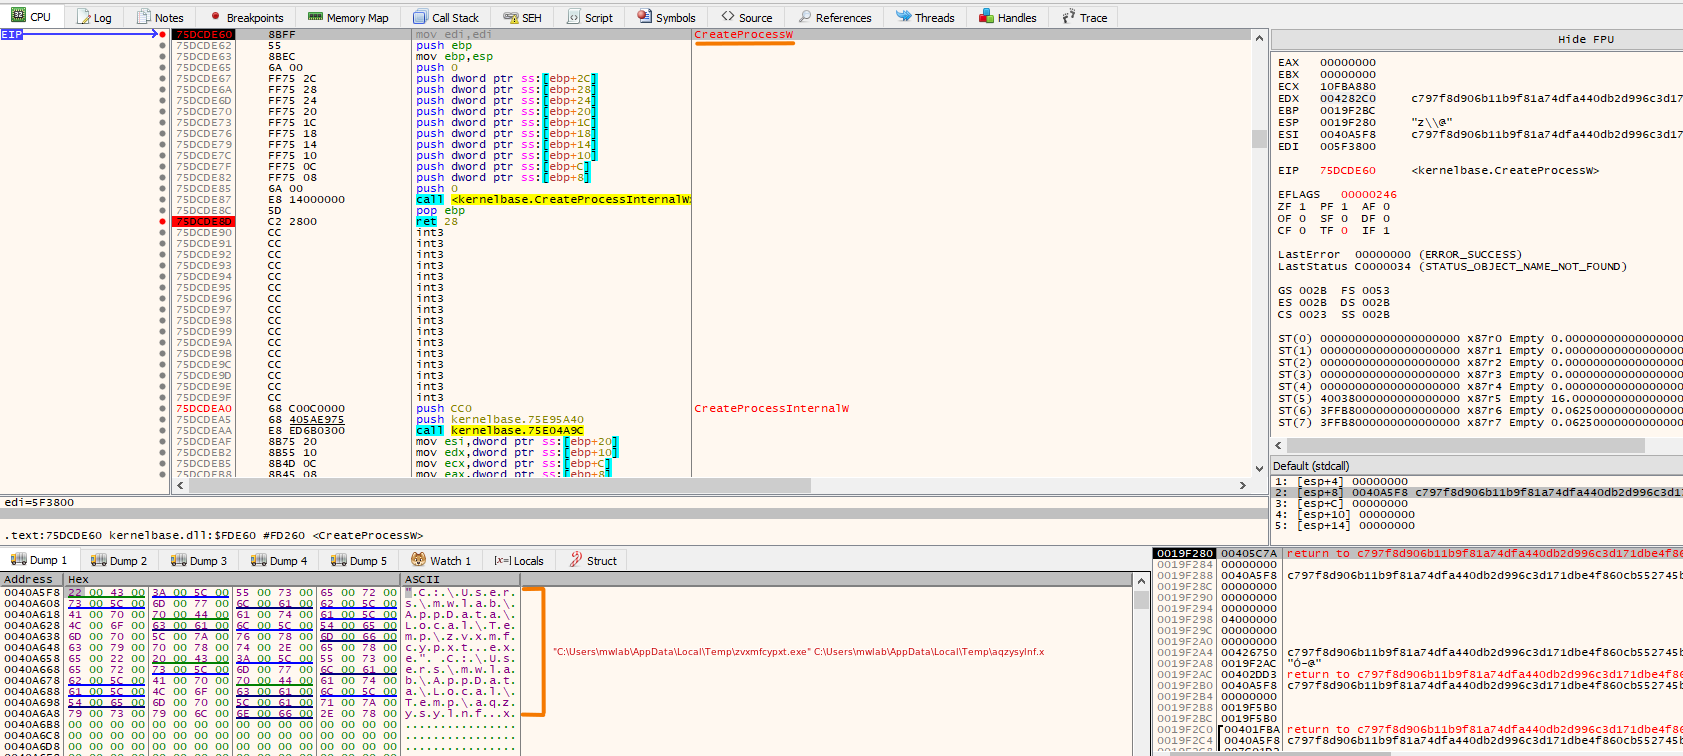 CPU Log Notes Breakpoints Memory Map Call Stack SEH Script Symbols Source References Threads Handles Trace
EIP
75DCDE60 8BFF mov edi,edi CreateProcessW
75DCDE62 55 push ebp
75DCDE63 8BEC mov ebp,esp
75DCDE65 6A 00 push 0
75DCDE67 FF75 2C push dword ptr ss:[ebp+2C]
75DCDE6A FF75 28 push dword ptr ss:[ebp+28]
75DCDE6D FF75 24 push dword ptr ss:[ebp+24]
75DCDE70 FF75 20 push dword ptr ss:[ebp+20]
75DCDE73 FF75 1C push dword ptr ss:[ebp+1C]
75DCDE76 FF75 18 push dword ptr ss:[ebp+18]
75DCDE79 FF75 14 push dword ptr ss:[ebp+14]
75DCDE7C FF75 10 push dword ptr ss:[ebp+10]
75DCDE7F FF75 0C push dword ptr ss:[ebp+C]
75DCDE82 FF75 08 push dword ptr ss:[ebp+8]
75DCDE85 6A 00 push 0
75DCDE87 E8 14000000 call <kernelbase.CreateProcessInternalW>
75DCDE8C 5D pop ebp
75DCDE8D C2 2800 ret 28
75DCDE90 CC int3
75DCDE91 CC int3
75DCDE92 CC int3
75DCDE93 CC int3
75DCDE94 CC int3
75DCDE95 CC int3
75DCDE96 CC int3
75DCDE97 CC int3
75DCDE98 CC int3
75DCDE99 CC int3
75DCDE9A CC int3
75DCDE9B CC int3
75DCDE9C CC int3
75DCDE9D CC int3
75DCDE9E CC int3
75DCDE9F CC int3
75DCDEA0 68 C00C0000 push CC0 CreateProcessInternalW
75DCDEA5 68 405AE975 push kernelbase.75E95A40
75DCDEAA E8 ED6B0300 call kernelbase.75E04A9C
75DCDEAF 8B75 20 mov esi,dword ptr ss:[ebp+20]
75DCDEB2 8B55 10 mov edx,dword ptr ss:[ebp+10]
75DCDEB5 8B4D 0C mov ecx,dword ptr ss:[ebp+C]
75DCDEB8 8B45 08 mov eax,dword ptr ss:[ebp+8]
Hide FPU
EAX 00000000
EBX 00000000
ECX 10FBA880
EDX 004282C0 c797f8d906b11b9f81a74dfa440db2d996c3d17
EBP 0019F2BC
ESP 0019F280 "z\\@"
ESI 0040A5F8 c797f8d906b11b9f81a74dfa440db2d996c3d17
EDI 005F3800
EIP 75DCDE60 <kernelbase.CreateProcessW>
EFLAGS 00000246
ZF 1 PF 1 AF 0
OF 0 SF 0 DF 0
CF 0 TF 0 IF 1
LastError 00000000 (ERROR_SUCCESS)
LastStatus C0000034 (STATUS_OBJECT_NAME_NOT_FOUND)
GS 002B FS 0053
ES 002B DS 002B
CS 0023 SS 002B
ST(0) 00000000000000000000 x87r0 Empty 0.0000000000000000
ST(1) 00000000000000000000 x87r1 Empty 0.0000000000000000
ST(2) 00000000000000000000 x87r2 Empty 0.0000000000000000
ST(3) 00000000000000000000 x87r3 Empty 0.0000000000000000
ST(4) 00000000000000000000 x87r4 Empty 0.0000000000000000
ST(5) 40038000000000000000 x87r5 Empty 16.000000000000000
ST(6) 3FFB8000000000000000 x87r6 Empty 0.0625000000000000
ST(7) 3FFB8000000000000000 x87r7 Empty 0.0625000000000000
Default (stdcall)
1: [esp+4] 00000000
2: [esp+8] 0040A5F8 c797f8d906b11b9f81a74dfa440db2d996c3d17
3: [esp+C] 00000000
4: [esp+10] 00000000
5: [esp+14] 00000000
edi=5F3800
.text:75DCDE60 kernelbase.dll:$FDE60 #FD260 <CreateProcessW>
Dump 1 Dump 2 Dump 3 Dump 4 Dump 5 Watch 1 [x=] Locals Struct
Address Hex ASCII
0040A5F8 22 00 43 00 3A 00 5C 00 55 00 73 00 65 00 72 00 ".C.:.\.U.s.e.r.
0040A608 73 00 5C 00 6D 00 77 00 6C 00 61 00 62 00 5C 00 s.\.m.w.l.a.b.\.
0040A618 41 00 70 00 70 00 44 00 61 00 74 00 61 00 5C 00 A.p.p.D.a.t.a.\.
0040A628 4C 00 6F 00 63 00 61 00 6C 00 5C 00 54 00 65 00 L.o.c.a.l.\.T.e.
0040A638 6D 00 70 00 5C 00 7A 00 76 00 78 00 6D 00 66 00 m.p.\.z.v.x.m.f.
0040A648 63 00 79 00 70 00 78 00 74 00 2E 00 65 00 78 00 c.y.p.x.t...e.x.
0040A658 65 00 22 00 20 00 43 00 3A 00 5C 00 55 00 73 00 e.". .C.:.\.U.s.
0040A668 65 00 72 00 73 00 5C 00 6D 00 77 00 6C 00 61 00 e.r.s.\.m.w.l.a.
0040A678 62 00 5C 00 41 00 70 00 70 00 44 00 61 00 74 00 b.\.A.p.p.D.a.t.
0040A688 61 00 5C 00 4C 00 6F 00 63 00 61 00 6C 00 5C 00 a.\.L.o.c.a.l.\.
0040A698 54 00 65 00 6D 00 70 00 5C 00 61 00 71 00 7A 00 T.e.m.p.\.a.q.z.
0040A6A8 79 00 73 00 79 00 6C 00 6E 00 66 00 2E 00 78 00 y.s.y.l.n.f...x.
0040A6B8 00 00 00 00 00 00 00 00 00 00 00 00 00 00 00 00 ................
0040A6C8 00 00 00 00 00 00 00 00 00 00 00 00 00 00 00 00 ................
0040A6D8 00 00 00 00 00 00 00 00 00 00 00 00 00 00 00 00 ................
"C:\Users\mwlab\AppData\Local\Temp\zvxmfcypxt.exe" C:\Users\mwlab\AppData\Local\Temp\aqzysylnf.x
0019F280 00405C7A return to c797f8d906b11b9f81a74dfa440db2d996c3d171dbe4f86
0019F284 00000000
0019F288 0040A5F8 c797f8d906b11b9f81a74dfa440db2d996c3d171dbe4f860cb552745b
0019F28C 00000000
0019F290 00000000
0019F294 00000000
0019F298 04000000
0019F29C 00000000
0019F2A0 00000000
0019F2A4 00426750 c797f8d906b11b9f81a74dfa440db2d996c3d171dbe4f860cb552745b
0019F2A8 0019F2AC "Ó-@"
0019F2AC 00402DD3 return to c797f8d906b11b9f81a74dfa440db2d996c3d171dbe4f86
0019F2B0 0040A5F8 c797f8d906b11b9f81a74dfa440db2d996c3d171dbe4f860cb552745b
0019F2B4 00000000
0019F2B8 0019F5B0
0019F2BC 0019F5B0
0019F2C0 00401FBA return to c797f8d906b11b9f81a74dfa440db2d996c3d171dbe4f86
0019F2C4 0040A5F8 c797f8d906b11b9f81a74dfa440db2d996c3d171dbe4f860cb552745b